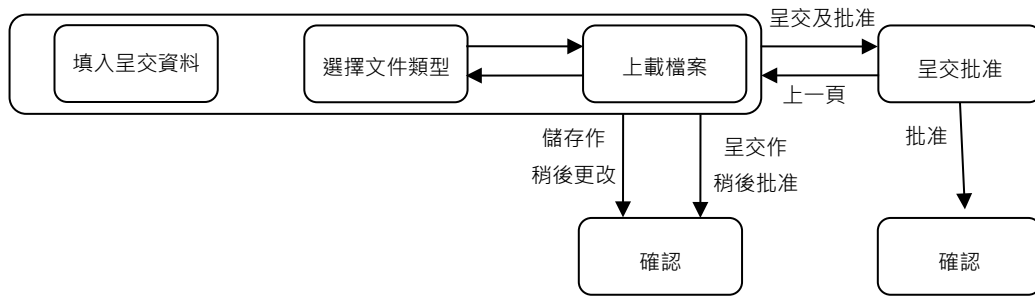 呈交及批准
填入呈交資料
選擇文件類型
上載檔案
呈交批准
上一頁
儲存作
稍後更改
呈交作
稍後批准
批准
確認
確認